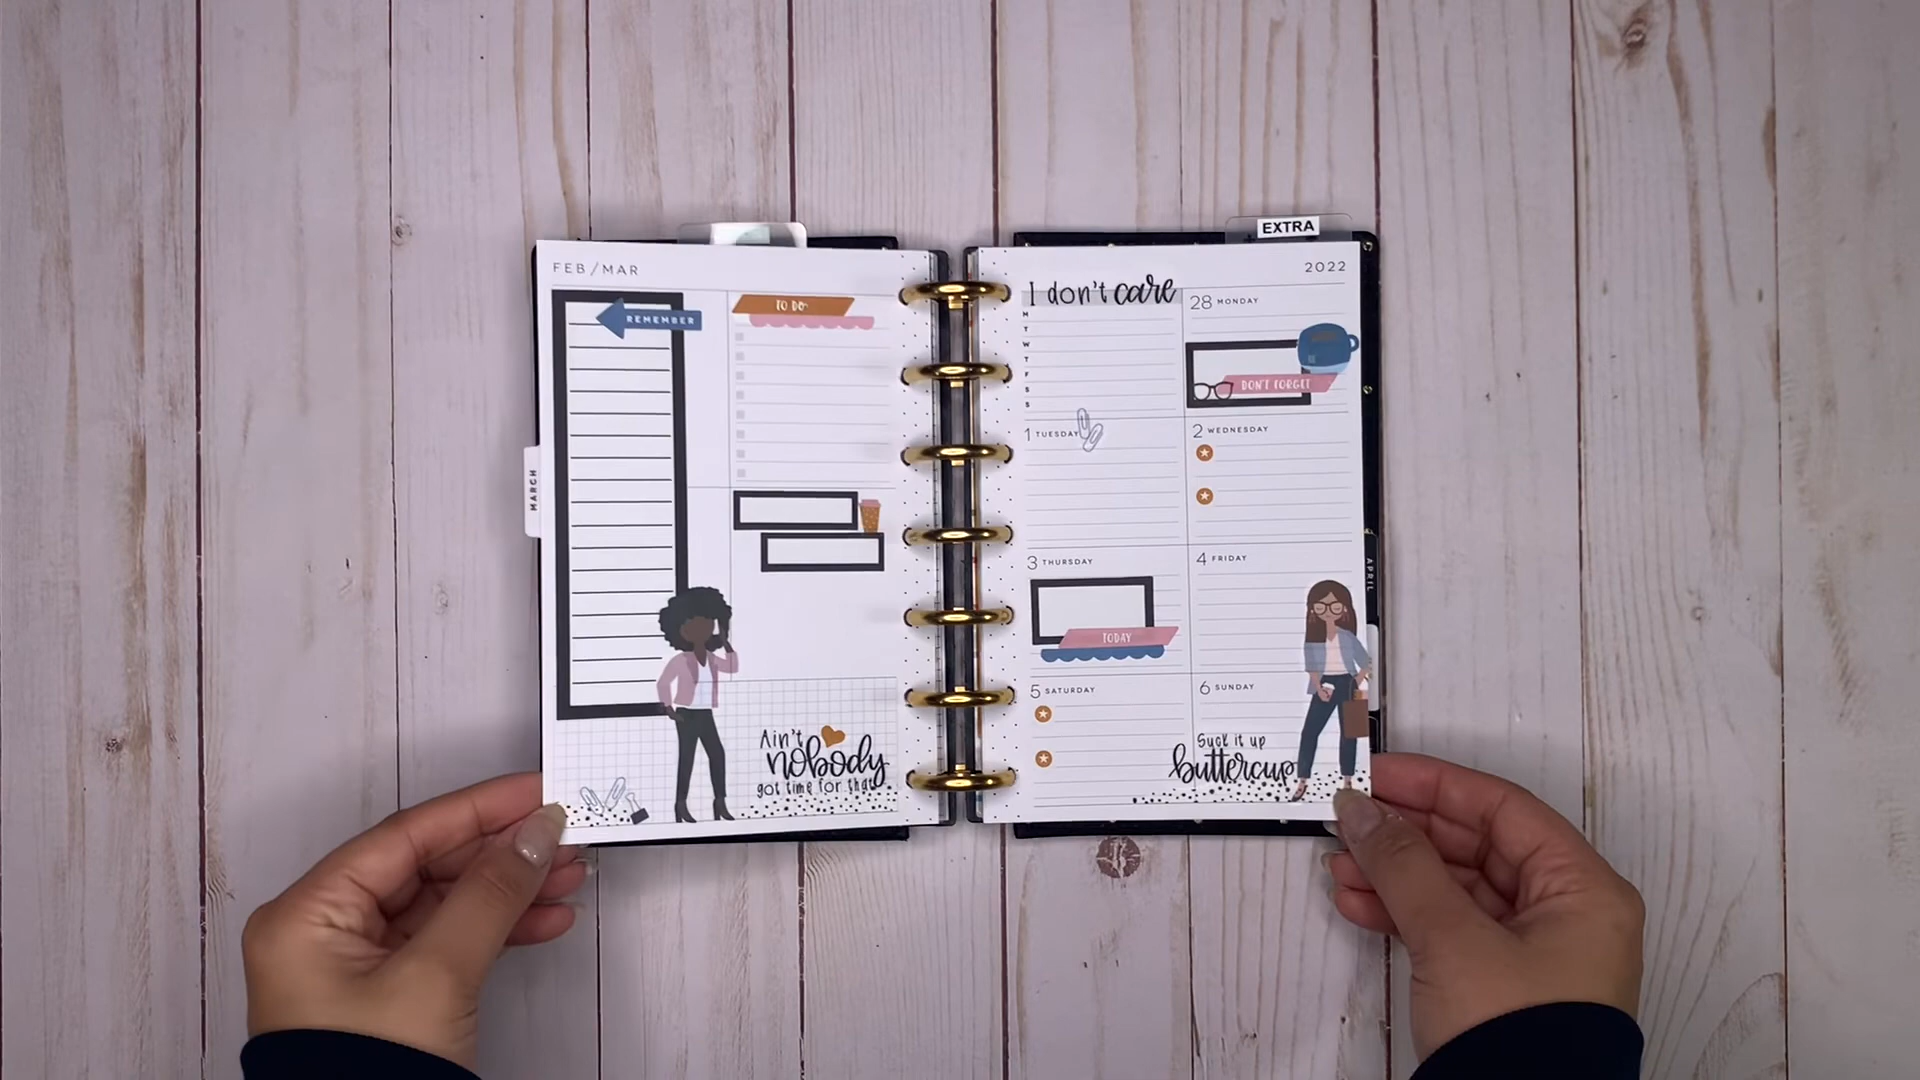 EXTRA
FEB/MAR
REMEMBER
TO DO
MARCH
Ain't
nobody
got time for that
2022
I don't care
M
T
W
T
F
S
S
28 MONDAY
DON'T FORGET
1 TUESDAY
2 WEDNESDAY
3 THURSDAY
TODAY
4 FRIDAY
APRIL
5 SATURDAY
6 SUNDAY
Suck it up
buttercup